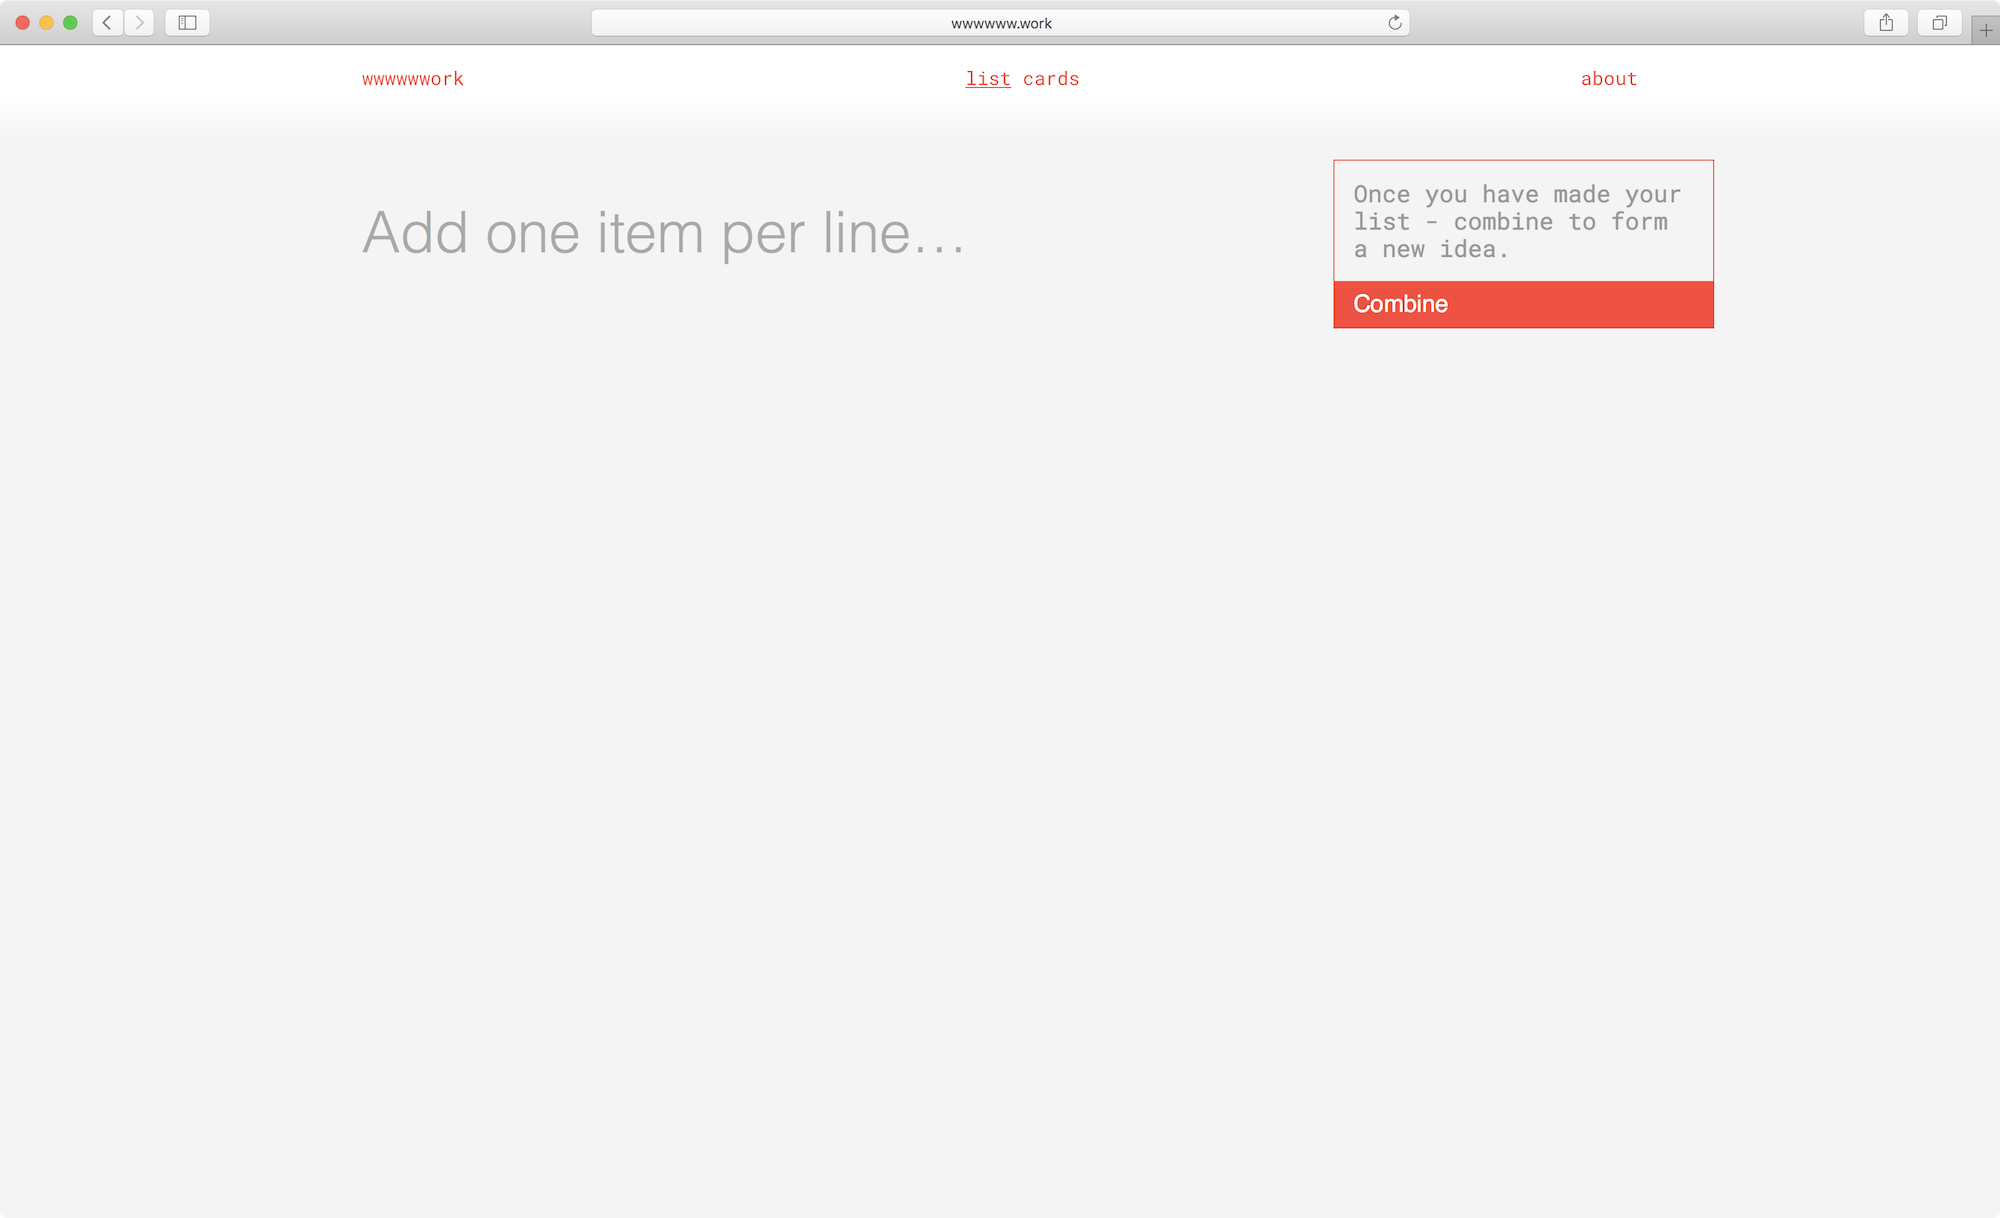 wwwwww.work
wwwwwwork
list cards
about
Add one item per line…
Once you have made your
list - combine to form
a new idea.
Combine